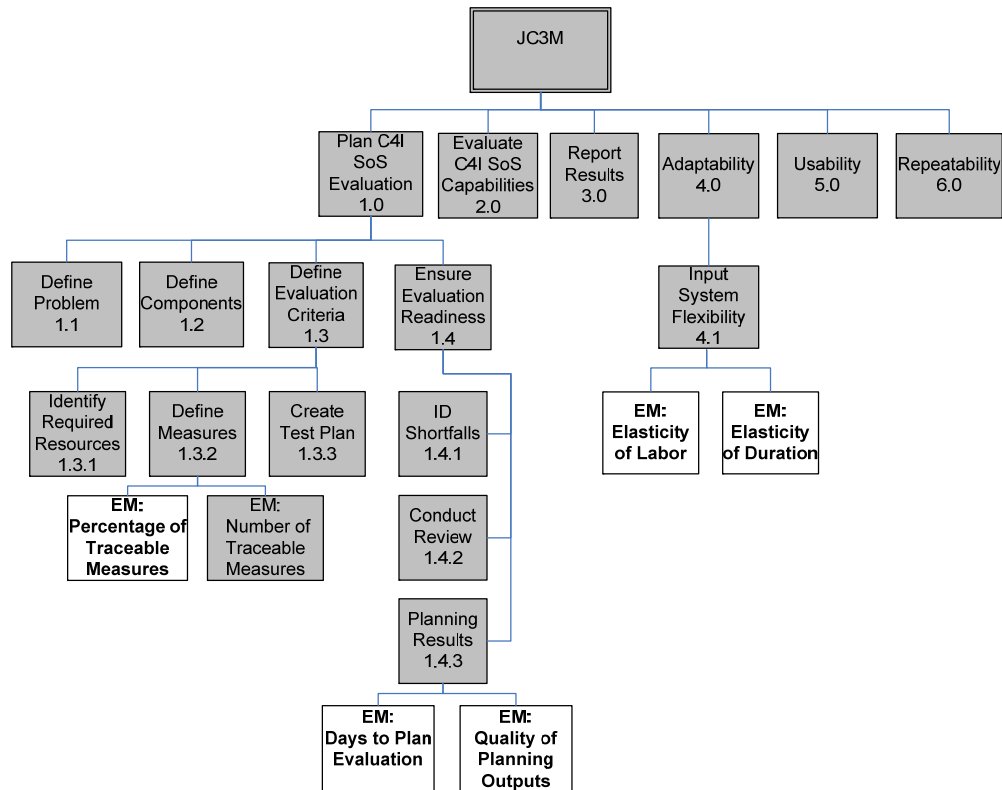 JC3M
Plan C4I
SoS
Evaluation
1.0
Evaluate
C4I SoS
Capabilities
2.0
Report
Results
3.0
Adaptability
4.0
Usability
5.0
Repeatability
6.0
Define
Problem
1.1
Define
Components
1.2
Define
Evaluation
Criteria
1.3
Ensure
Evaluation
Readiness
1.4
Input
System
Flexibility
4.1
Identify
Required
Resources
1.3.1
Define
Measures
1.3.2
Create
Test Plan
1.3.3
ID
Shortfalls
1.4.1
EM:
Elasticity
of Labor
EM:
Elasticity
of Duration
EM:
Percentage of
Traceable
Measures
EM:
Number of
Traceable
Measures
Conduct
Review
1.4.2
Planning
Results
1.4.3
EM:
Days to Plan
Evaluation
EM:
Quality of
Planning
Outputs